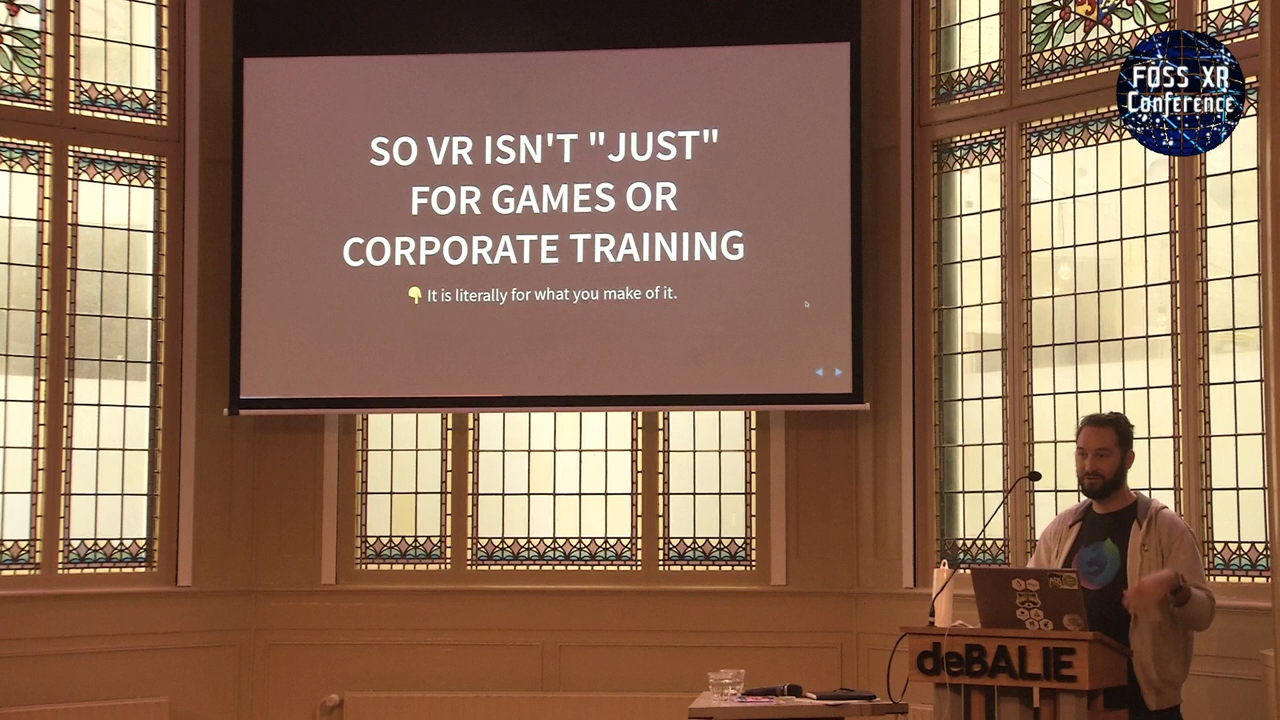 SO VR ISN'T "JUST"
FOR GAMES OR
CORPORATE TRAINING
👇 It is literally for what you make of it.
FOSS XR
Conference
deBALIE